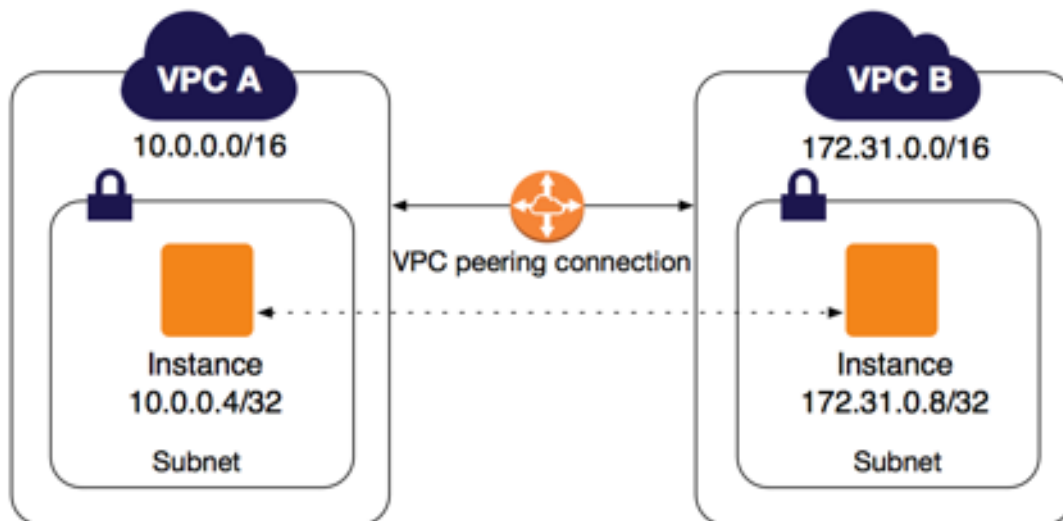 VPC A
10.0.0.0/16
Instance
10.0.0.4/32
Subnet
VPC peering connection
VPC B
172.31.0.0/16
Instance
172.31.0.8/32
Subnet